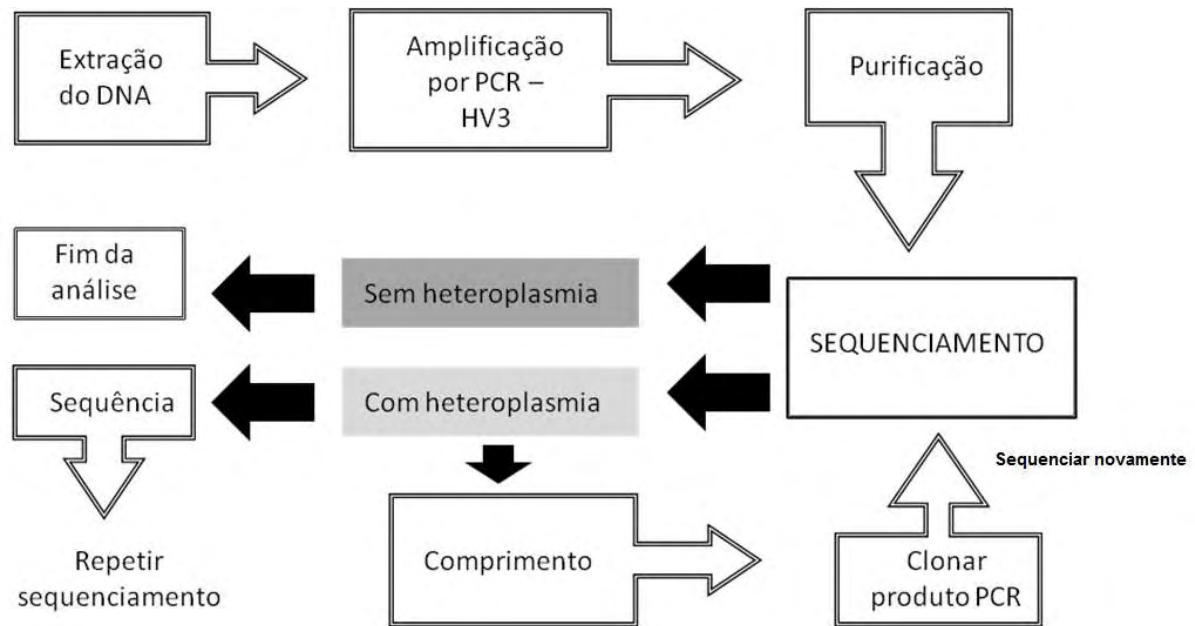 Extração
do DNA
Amplificação
por PCR –
HV3
Purificação
Fim da
análise
Sem heteroplasmia
SEQUENCIAMENTO
Sequência
Com heteroplasmia
Sequenciar novamente
Repetir
sequenciamento
Comprimento
Clonar
produto PCR